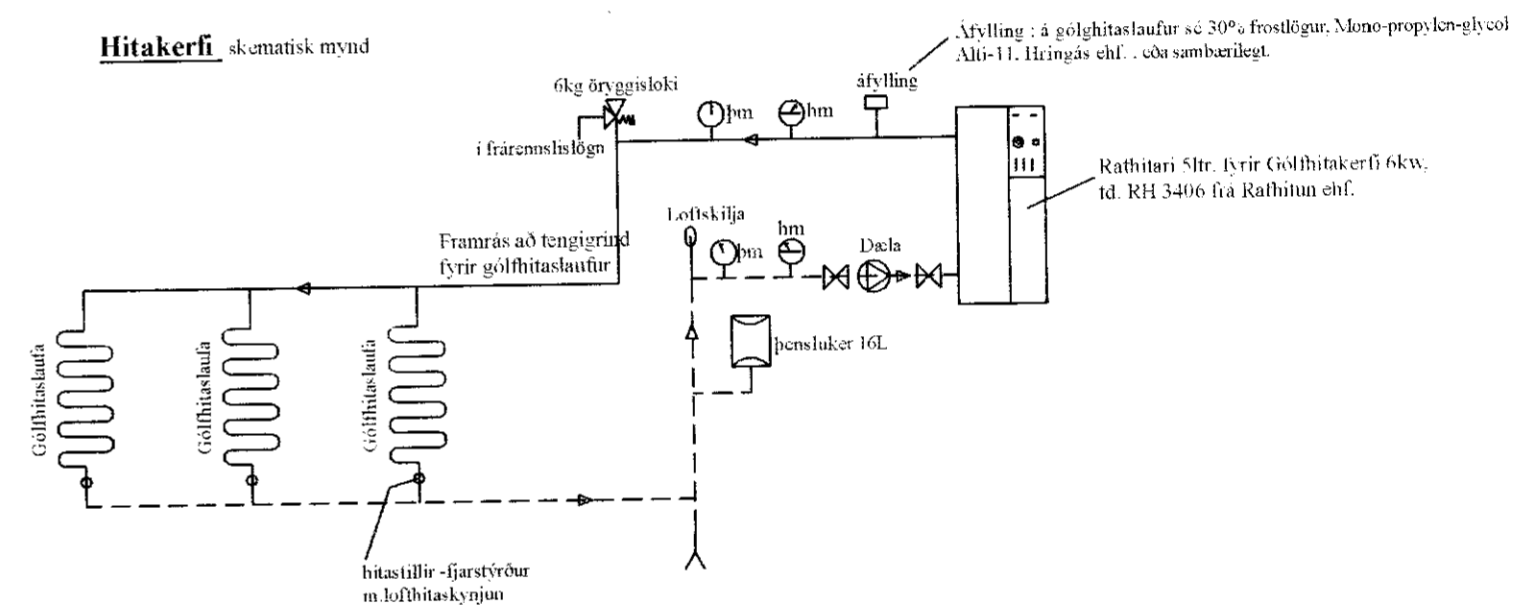 Hitakerfi skematisk mynd
Áfylling : á gólghitaslaufur sé 30% frostlögur, Mono-propylen-glycol
Alti-11. Hringás ehf. . eða sambærilegt.
6kg öryggisloki
áfylling
þm
hm
í frárennslislögn
Rafhitari 5ltr. fyrir Gólfhitakerfi 6kw,
td. RH 3406 frá Rafhitun ehf.
Loftskilja
hm
þm
Dæla
Framrás að tengigrind
fyrir gólfhitaslaufur
þensluker 16L
Gólfhitaslaufa
Gólfhitaslaufa
Gólfhitaslaufa
hitastillir -fjarstýrður
m.lofthitaskynjun